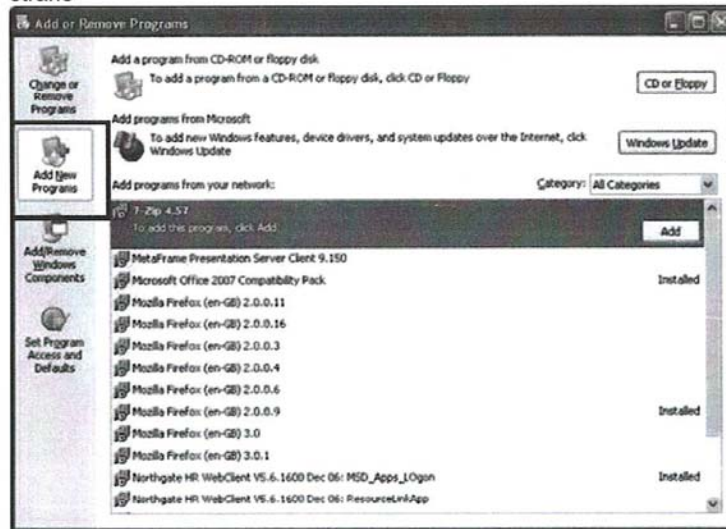 Add or Remove Programs
Change or
Remove
Programs
Add New
Programs
Add/Remove
Windows
Components
Set Program
Access and
Defaults
Add a program from CD-ROM or floppy disk
To add a program from a CD-ROM or floppy disk, click CD or Floppy
CD or Floppy
Add programs from Microsoft
To add new Windows features, device drivers, and system updates over the Internet, click
Windows Update
Windows Update
Add programs from your network:
Category: All Categories
7-Zip 4.57
To add this program, click Add
Add
MetaFrame Presentation Server Client 9.150
Microsoft Office 2007 Compatibility Pack Installed
Mozilla Firefox (en-GB) 2.0.0.11
Mozilla Firefox (en-GB) 2.0.0.16
Mozilla Firefox (en-GB) 2.0.0.3
Mozilla Firefox (en-GB) 2.0.0.4
Mozilla Firefox (en-GB) 2.0.0.6
Mozilla Firefox (en-GB) 2.0.0.9 Installed
Mozilla Firefox (en-GB) 3.0
Mozilla Firefox (en-GB) 3.0.1
Northgate HR WebClient V5.6.1600 Dec 06: MSD_Apps_LOgon Installed
Northgate HR WebClient V5.6.1600 Dec 06: ResourceLinkApp